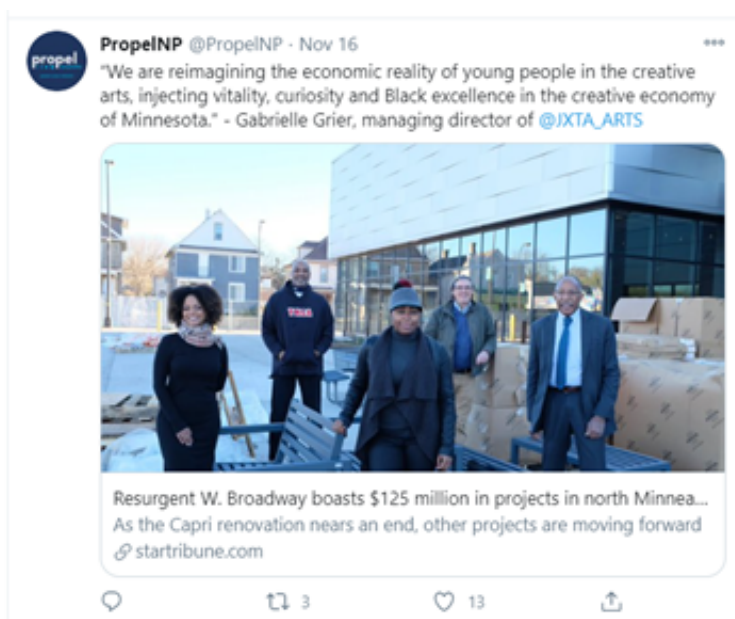 propel
PropelNP @PropelNP · Nov 16
"We are reimagining the economic reality of young people in the creative
arts, injecting vitality, curiosity and Black excellence in the creative economy
of Minnesota." - Gabrielle Grier, managing director of @JXTA_ARTS
Resurgent W. Broadway boasts $125 million in projects in north Minnea...
As the Capri renovation nears an end, other projects are moving forward
startribune.com
3
13